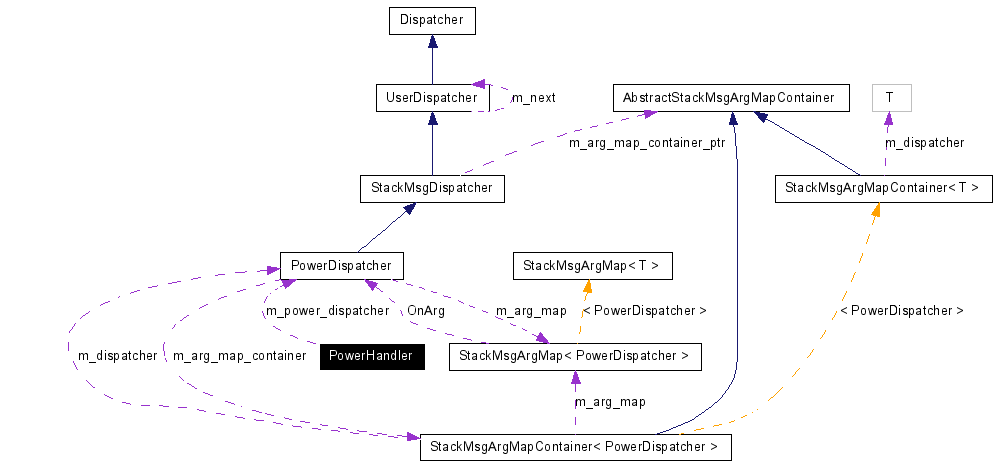 Dispatcher
UserDispatcher
m_next
AbstractStackMsgArgMapContainer
T
m_arg_map_container_ptr
m_dispatcher
StackMsgDispatcher
StackMsgArgMapContainer< T >
PowerDispatcher
StackMsgArgMap< T >
m_power_dispatcher
OnArg
m_arg_map
< PowerDispatcher >
< PowerDispatcher >
m_dispatcher
m_arg_map_container
PowerHandler
StackMsgArgMap< PowerDispatcher >
m_arg_map
StackMsgArgMapContainer< PowerDispatcher >